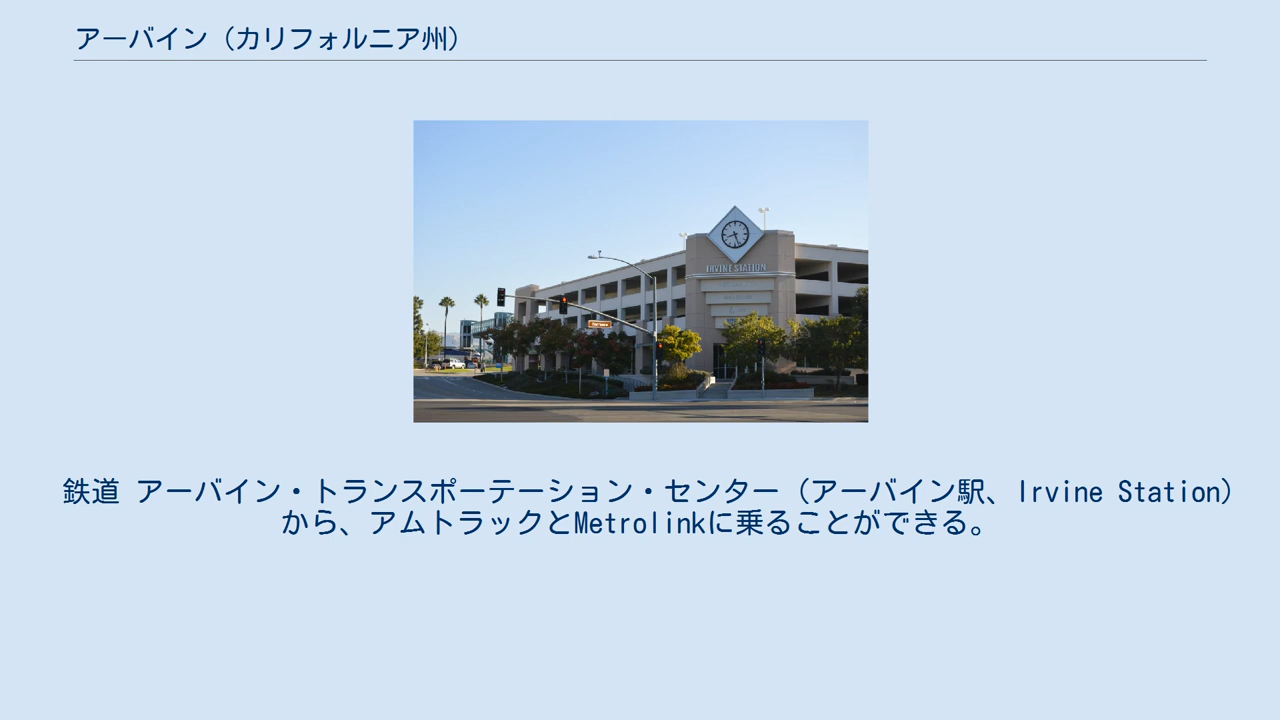 アーバイン（カリフォルニア州）
IRVINE STATION
鉄道 アーバイン・トランスポーテーション・センター（アーバイン駅、Irvine Station）
から、アムトラックとMetrolinkに乗ることができる。